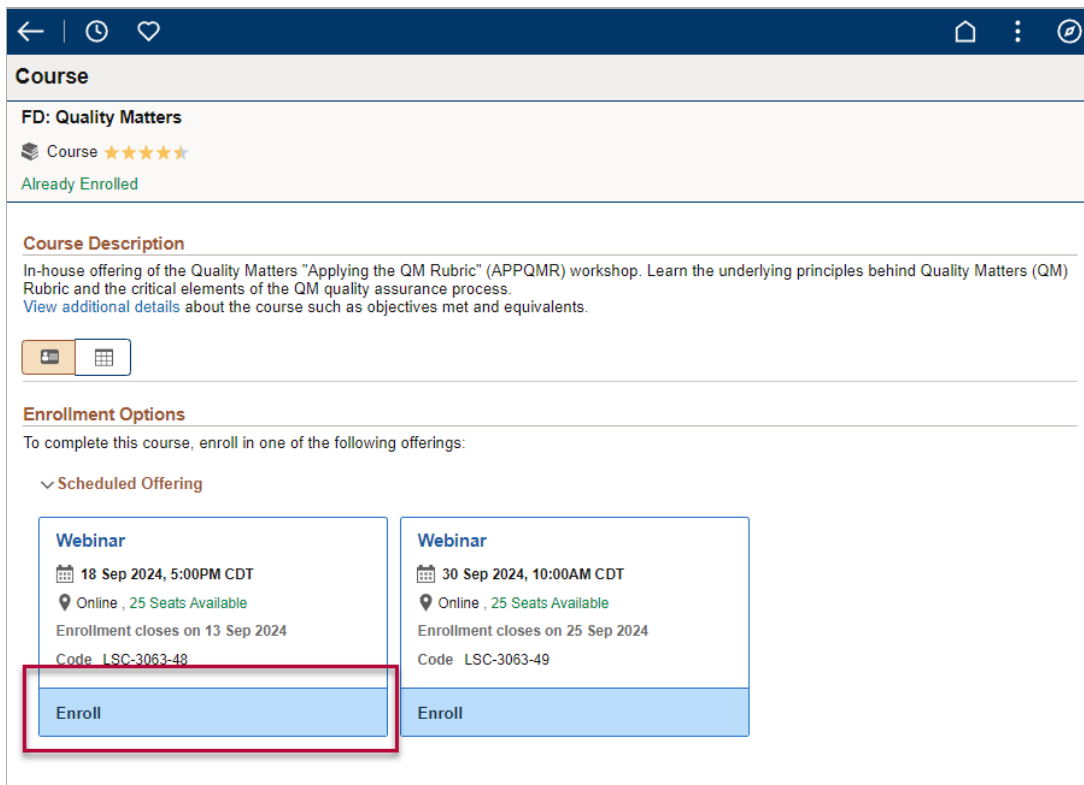 Course
FD: Quality Matters
Course
Already Enrolled
Course Description
In-house offering of the Quality Matters "Applying the QM Rubric" (APPQMR) workshop. Learn the underlying principles behind Quality Matters (QM)
Rubric and the critical elements of the QM quality assurance process.
View additional details about the course such as objectives met and equivalents.
Enrollment Options
To complete this course, enroll in one of the following offerings:
Scheduled Offering
Webinar
18 Sep 2024, 5:00PM CDT
Online , 25 Seats Available
Enrollment closes on 13 Sep 2024
Code LSC-3063-48
Enroll
Webinar
30 Sep 2024, 10:00AM CDT
Online , 25 Seats Available
Enrollment closes on 25 Sep 2024
Code LSC-3063-49
Enroll